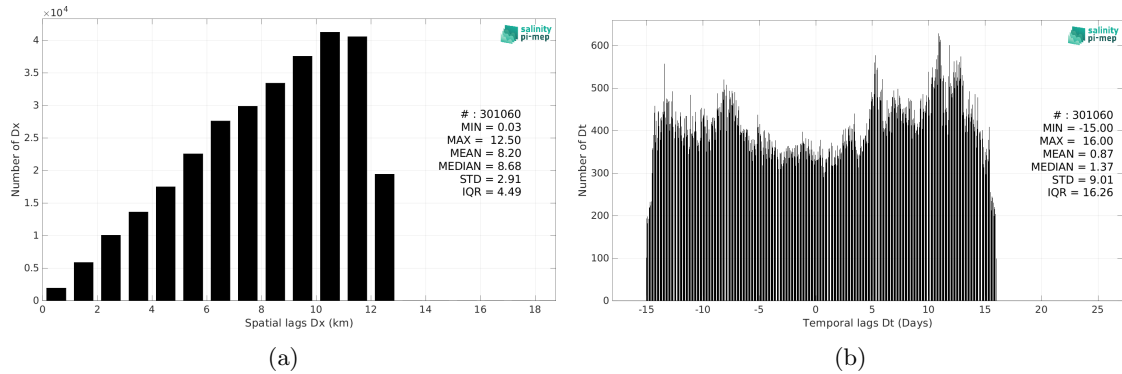 ×10⁴
4
3.5
3
2.5
2
1.5
1
0.5
0
0 2 4 6 8 10 12 14 16 18
Number of Dx
Spatial lags Dx (km)
salinity
pi-mep
# : 301060
MIN = 0.03
MAX = 12.50
MEAN = 8.20
MEDIAN = 8.68
STD = 2.91
IQR = 4.49
(a)
600
500
400
300
200
100
0
-15 -10 -5 0 5 10 15 20 25
Number of Dt
Temporal lags Dt (Days)
salinity
pi-mep
# : 301060
MIN = -15.00
MAX = 16.00
MEAN = 0.87
MEDIAN = 1.37
STD = 9.01
IQR = 16.26
(b)